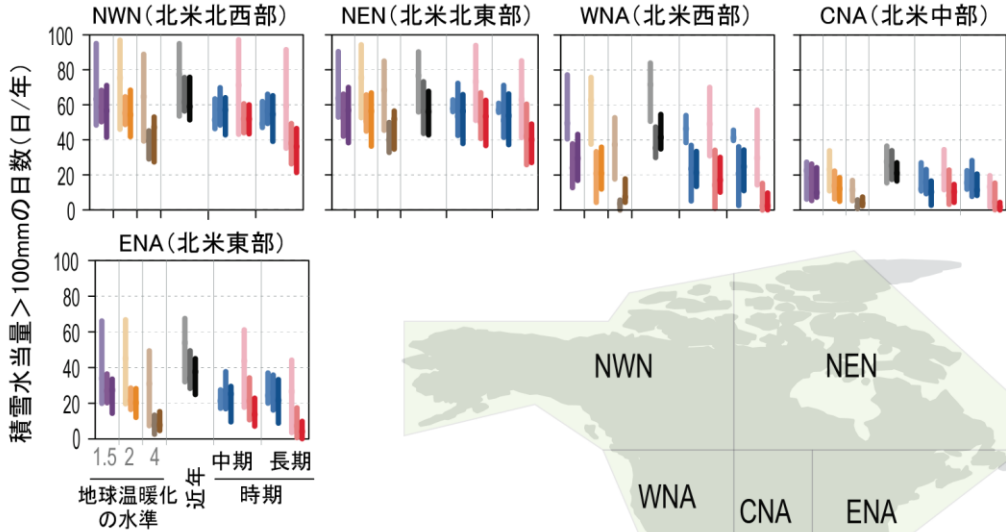 NWN(北米北西部)
NEN(北米北東部)
WNA(北米西部)
CNA(北米中部)
100
80
60
40
20
0
ENA(北米東部)
100
80
60
40
20
0
積雪水当量>100mmの日数(日/年)
1.5 2 4
近年
中期 長期
地球温暖化
の水準
時期
NWN
NEN
WNA
CNA
ENA